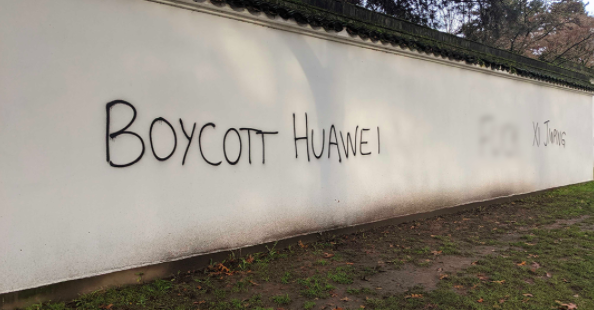 BOYCOTT HUAWEI
XI JINPING